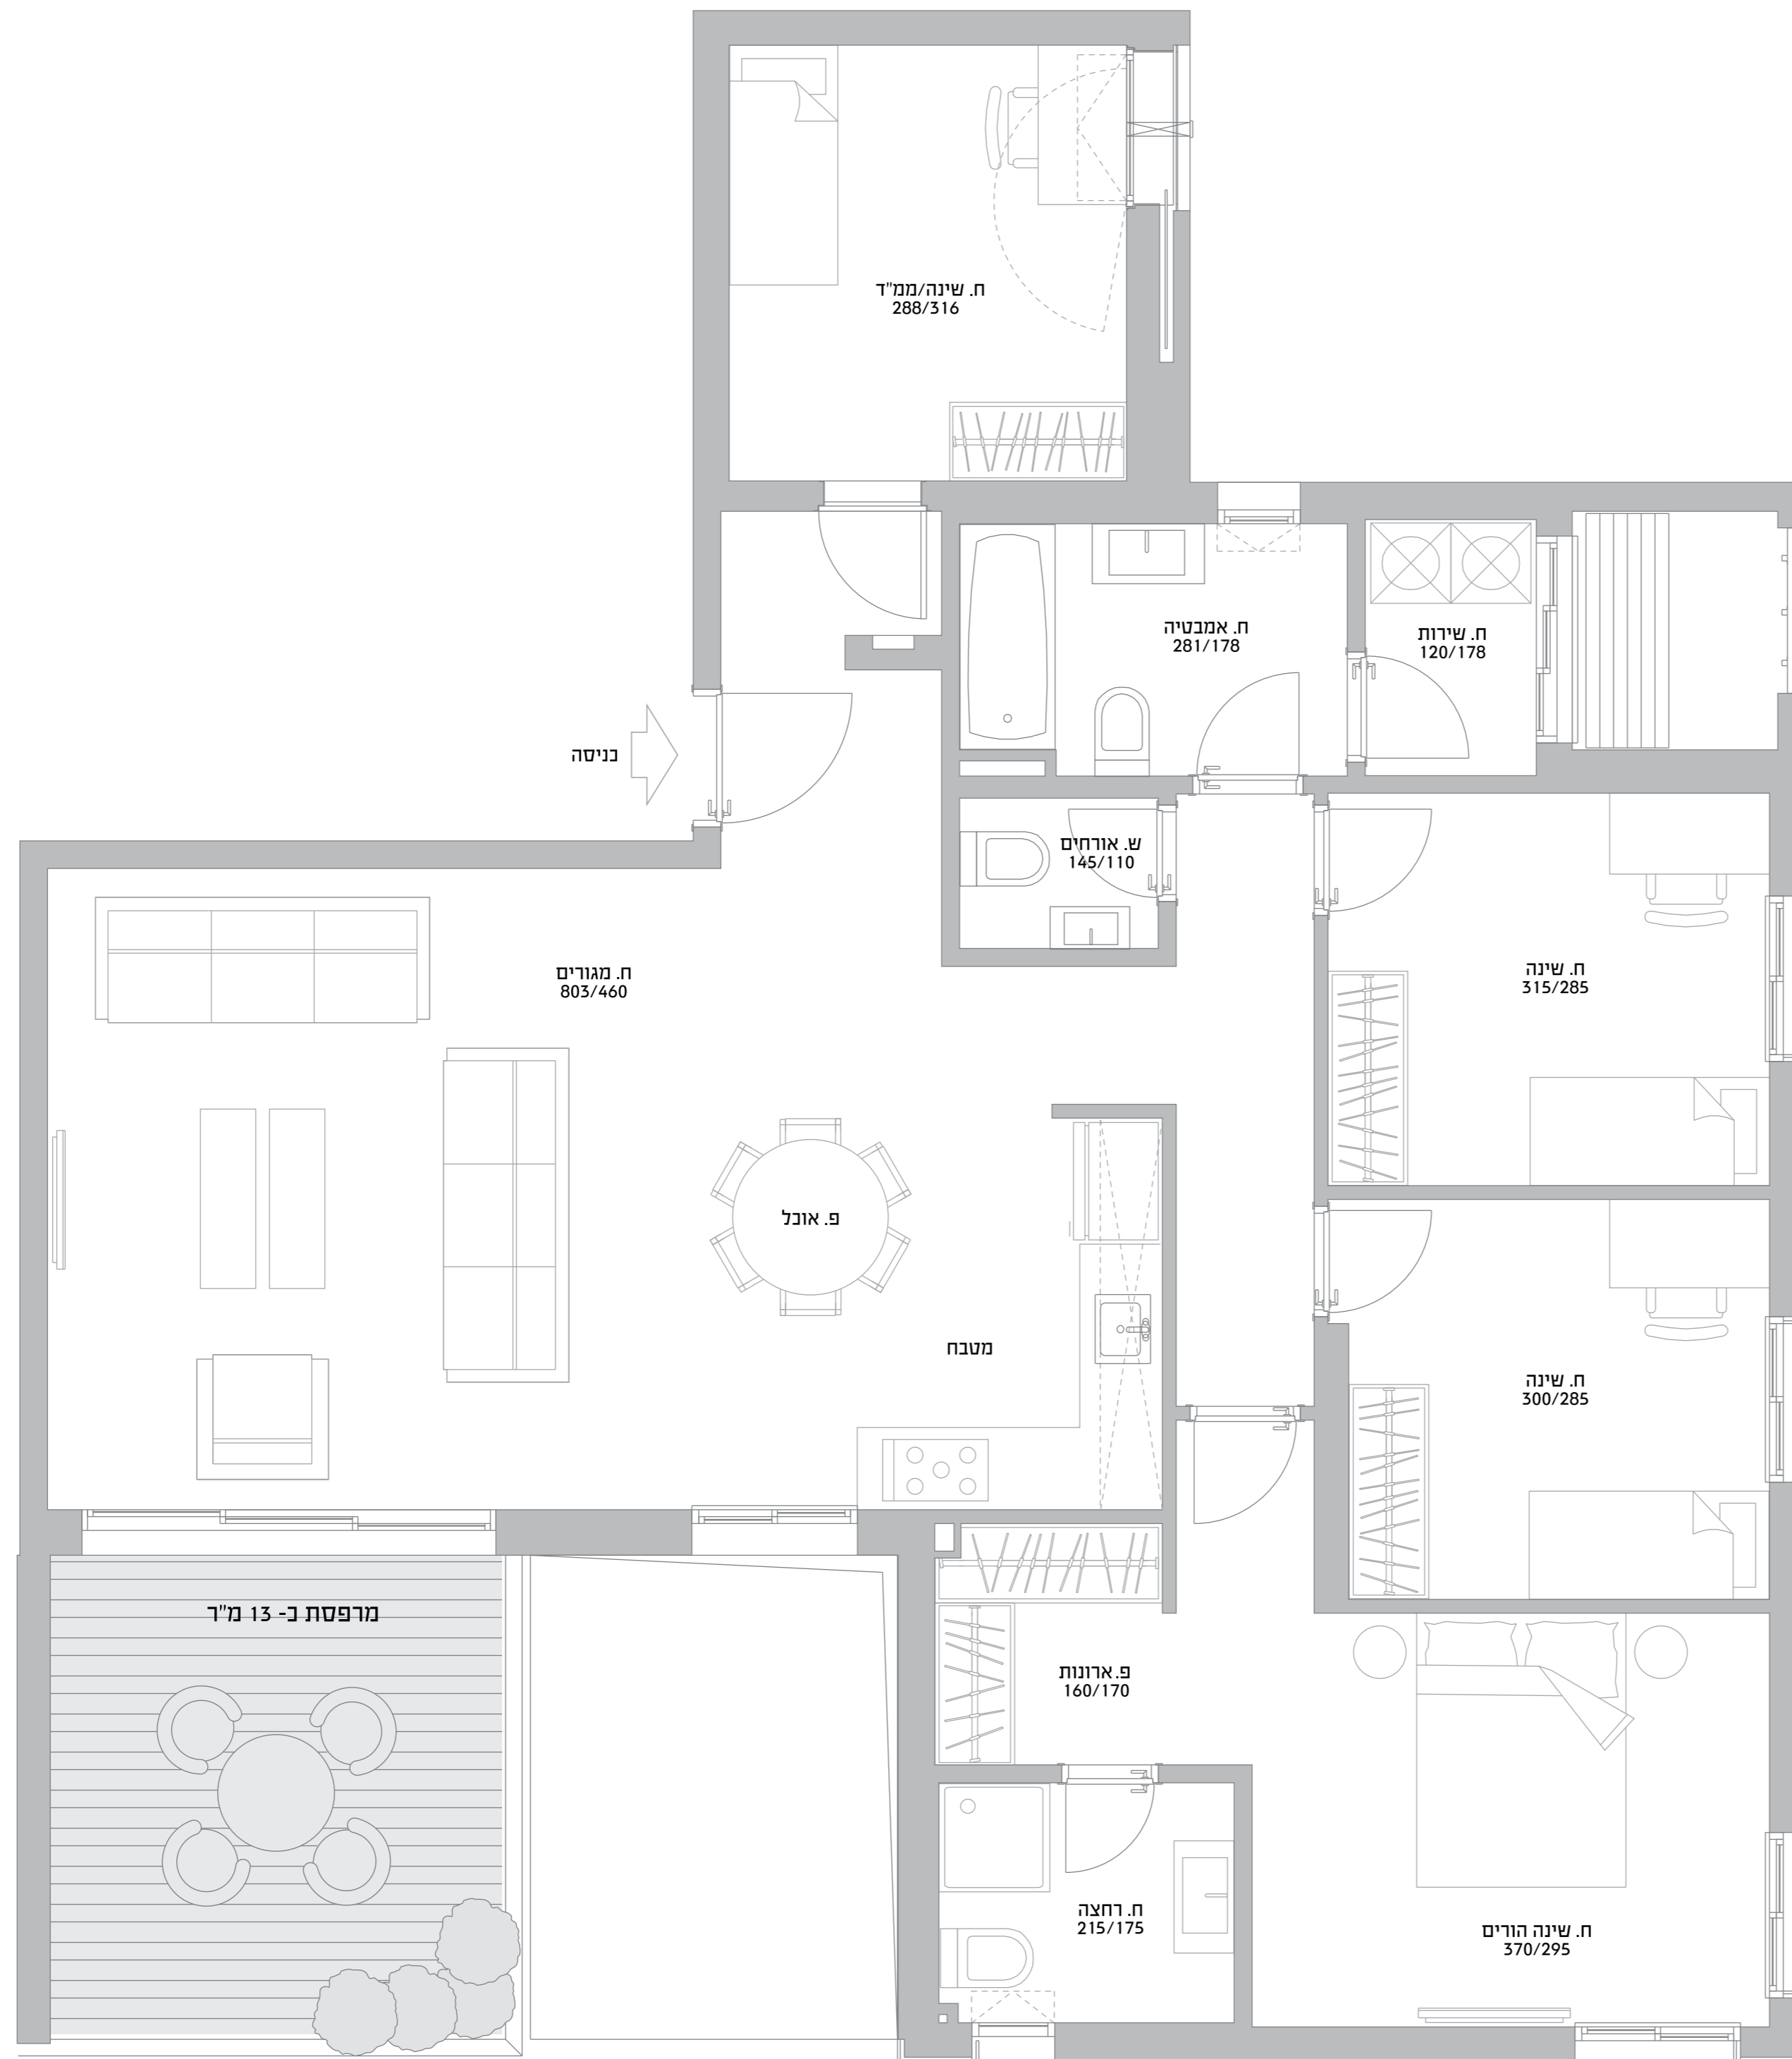 ח. שינה/ממ"ד
288/316
ח. אמבטיה
281/178
ח. שירות
120/178
כניסה
ש. אורחים
145/110
ח. מגורים
803/460
ח. שינה
315/285
פ. אוכל
מטבח
ח. שינה
300/285
מרפסת כ- 13 מ"ר
פ. ארונות
160/170
ח. רחצה
215/175
ח. שינה הורים
370/295